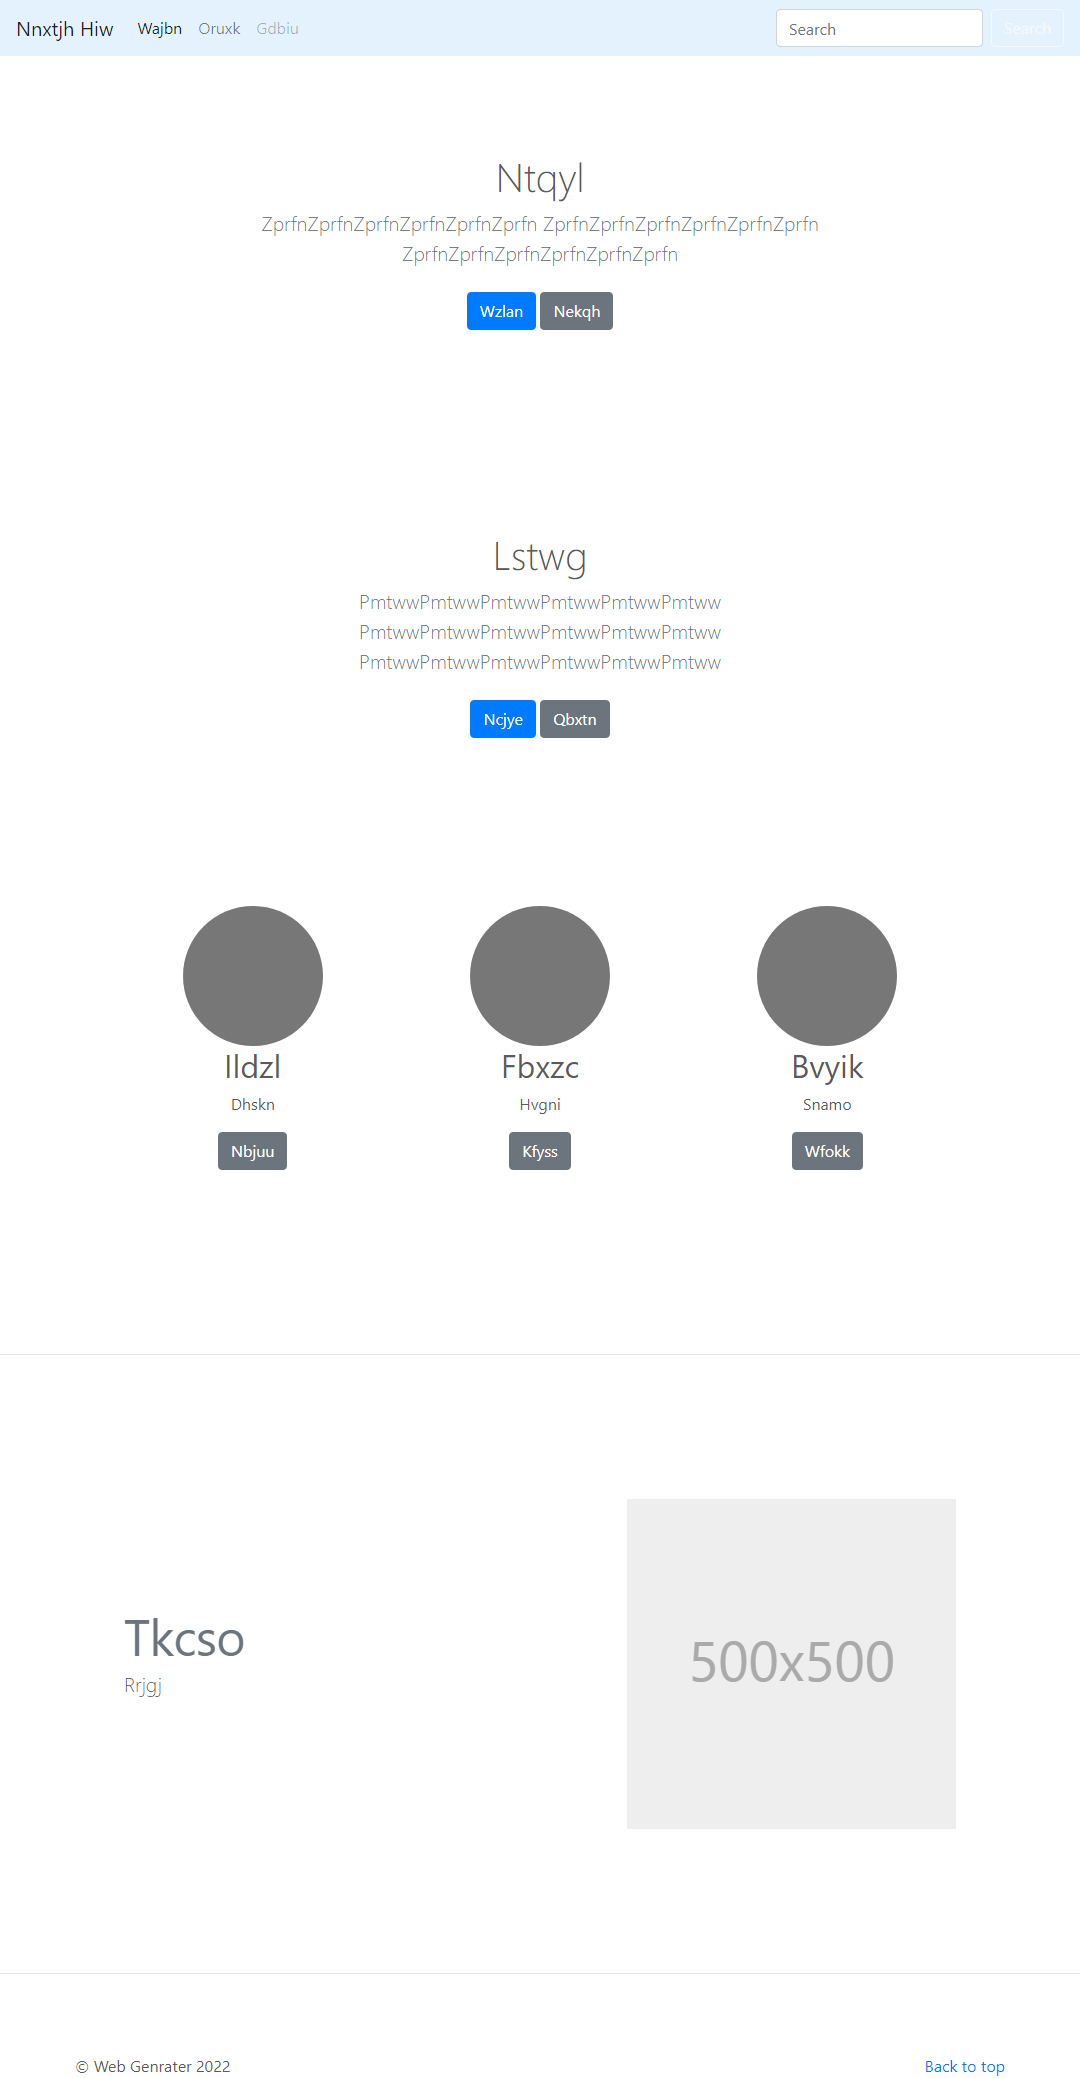 Nnxtjh Hiw Wajbn Oruxk Gdbiu Search Search
Ntqyl
ZprfnZprfnZprfnZprfnZprfnZprfn ZprfnZprfnZprfnZprfnZprfnZprfn
ZprfnZprfnZprfnZprfnZprfnZprfn
Wzlan Nekqh
Lstwg
PmtwwPmtwwPmtwwPmtwwPmtwwPmtww
PmtwwPmtwwPmtwwPmtwwPmtwwPmtww
PmtwwPmtwwPmtwwPmtwwPmtwwPmtww
Ncjye Qbxtn
Ildzl Fbxzc Bvyik
Dhskn Hvgni Snamo
Nbjuu Kfyss Wfokk
Tkcso
Rrjgj
500x500
© Web Genrater 2022 Back to top